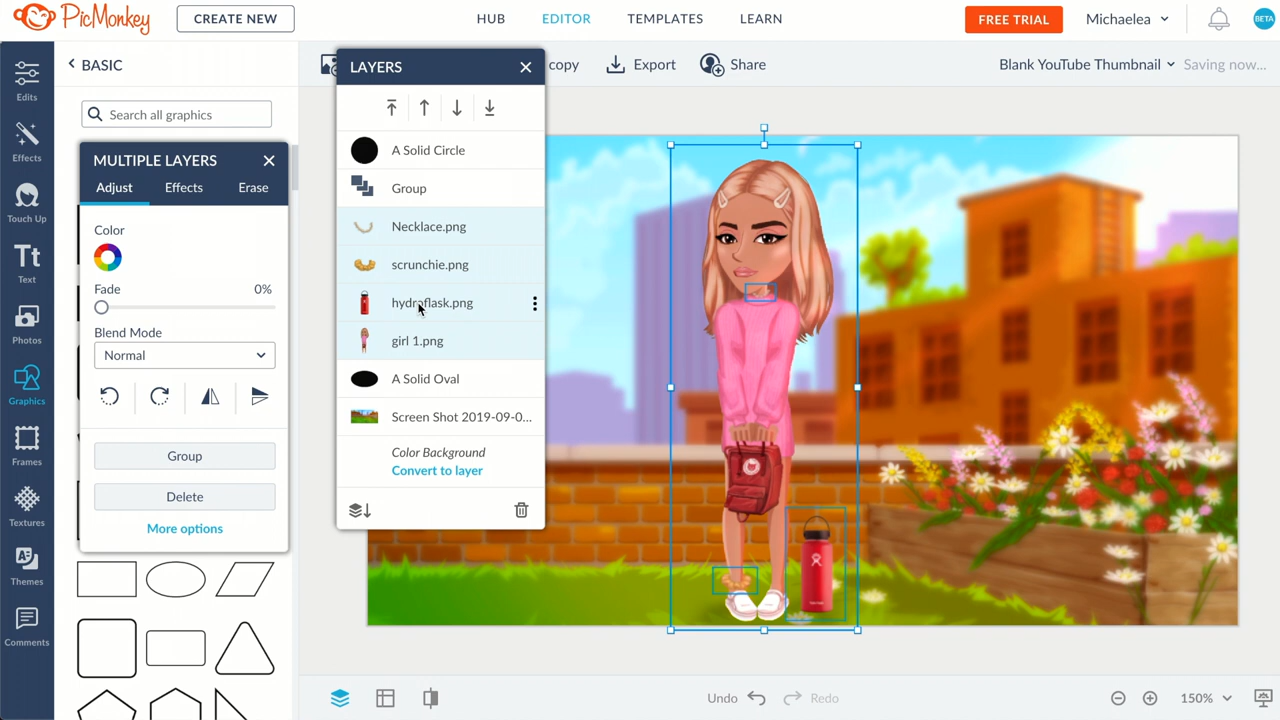 PicMonkey
CREATE NEW
HUB
EDITOR
TEMPLATES
LEARN
FREE TRIAL
Michaelea
BETA
Edits
Effects
Touch Up
Tt
Text
Photos
Graphics
Frames
Textures
Themes
Comments
BASIC
Search all graphics
MULTIPLE LAYERS
Adjust
Effects
Erase
Color
Fade
0%
Blend Mode
Normal
Group
Delete
More options
LAYERS
A Solid Circle
Group
Necklace.png
scrunchie.png
hydroflask.png
girl 1.png
A Solid Oval
Screen Shot 2019-09-0...
Color Background
Convert to layer
copy
Export
Share
Blank YouTube Thumbnail
Saving now...
Undo
Redo
150%